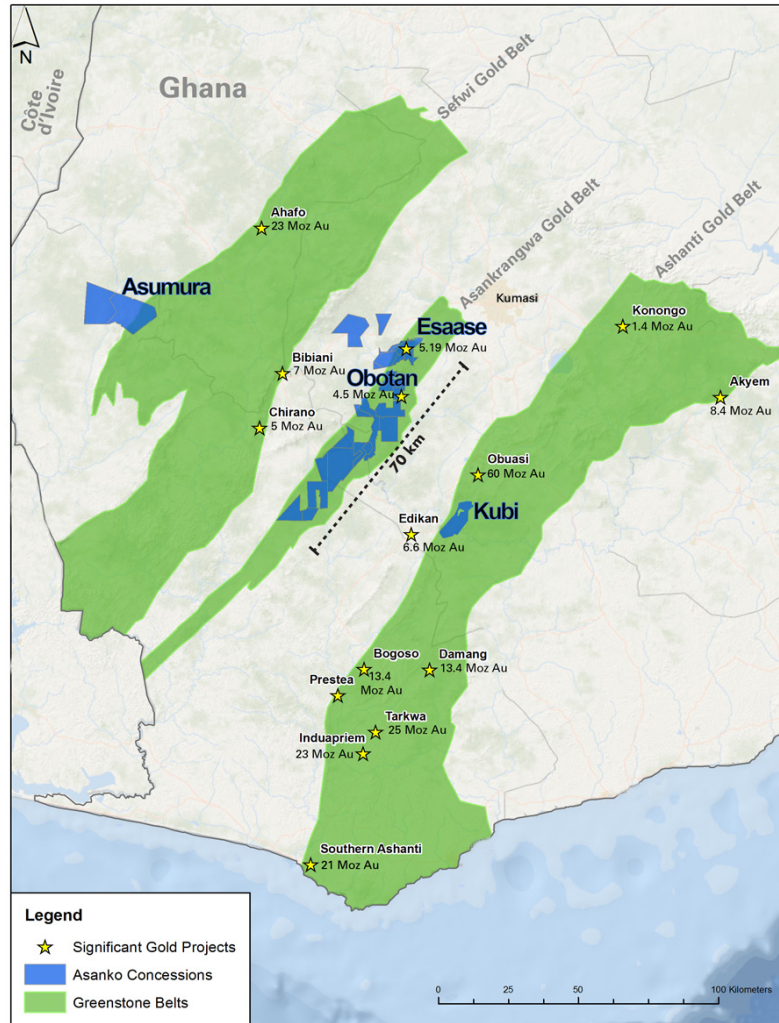 N
Côte
d'Ivoire
Ghana
Sefwi Gold Belt
Asankrangwa Gold Belt
Ashanti Gold Belt
Ahafo
23 Moz Au
Asumura
Kumasi
Konongo
1.4 Moz Au
Esaase
5.19 Moz Au
Bibiani
7 Moz Au
Obotan
4.5 Moz Au
Akyem
8.4 Moz Au
Chirano
5 Moz Au
70 km
Obuasi
60 Moz Au
Kubi
Edikan
6.6 Moz Au
Bogoso
13.4
Moz Au
Damang
13.4 Moz Au
Prestea
Tarkwa
25 Moz Au
Induapriem
23 Moz Au
Southern Ashanti
21 Moz Au
Legend
Significant Gold Projects
Asanko Concessions
Greenstone Belts
0 25 50 100 Kilometers